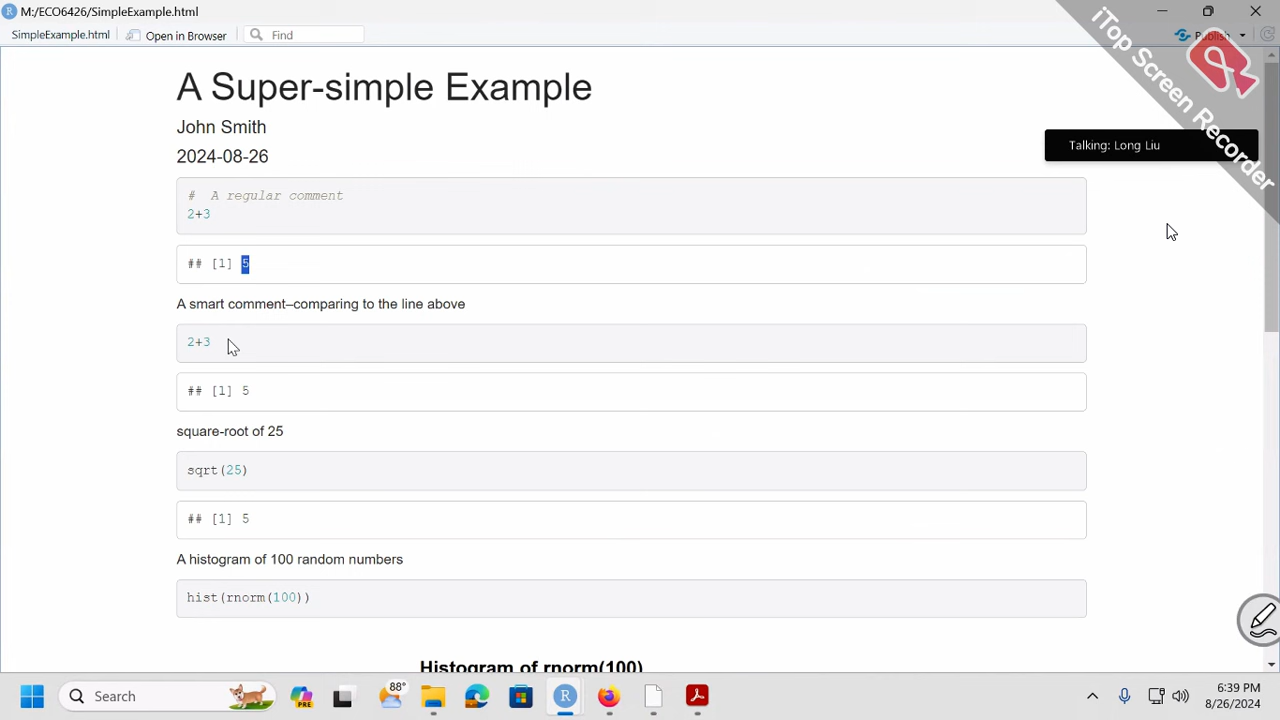 M:/ECO6426/SimpleExample.html
SimpleExample.html Open in Browser Find Publish
iTop Screen Recorder
A Super-simple Example
John Smith
Talking: Long Liu
2024-08-26
# A regular comment
2+3
## [1] 5
A smart comment–comparing to the line above
2+3
## [1] 5
square-root of 25
sqrt(25)
## [1] 5
A histogram of 100 random numbers
hist(rnorm(100))
Histogram of rnorm(100)
Search PRE 88° R 6:39 PM
8/26/2024